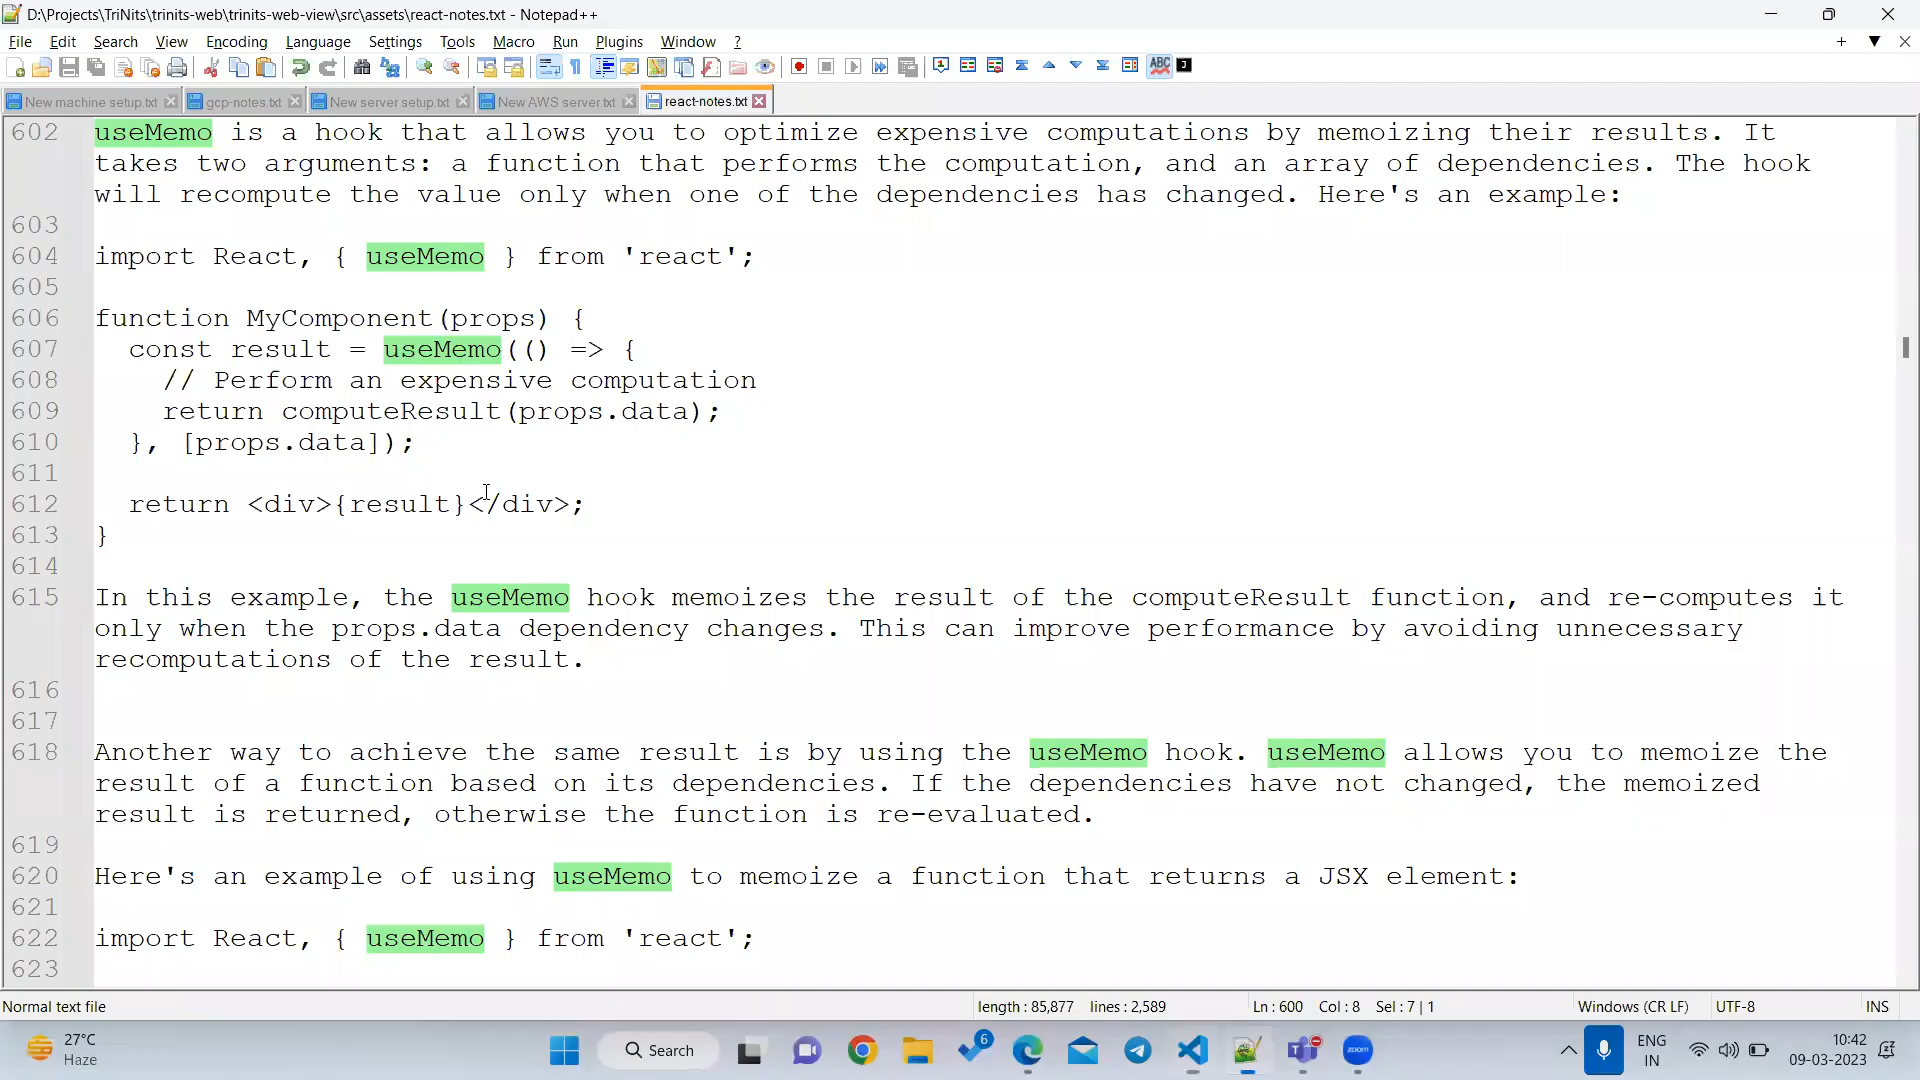 D:\Projects\TriNits\trinits-web\trinits-web-view\src\assets\react-notes.txt - Notepad++
File Edit Search View Encoding Language Settings Tools Macro Run Plugins Window ?
New machine setup.txt gcp-notes.txt New server setup.txt New AWS server.txt react-notes.txt
602 useMemo is a hook that allows you to optimize expensive computations by memoizing their results. It
takes two arguments: a function that performs the computation, and an array of dependencies. The hook
will recompute the value only when one of the dependencies has changed. Here's an example:
603
604 import React, { useMemo } from 'react';
605
606 function MyComponent(props) {
607 const result = useMemo(() => {
608 // Perform an expensive computation
609 return computeResult(props.data);
610 }, [props.data]);
611
612 return <div>{result}</div>;
613 }
614
615 In this example, the useMemo hook memoizes the result of the computeResult function, and re-computes it
only when the props.data dependency changes. This can improve performance by avoiding unnecessary
recomputations of the result.
616
617
618 Another way to achieve the same result is by using the useMemo hook. useMemo allows you to memoize the
result of a function based on its dependencies. If the dependencies have not changed, the memoized
result is returned, otherwise the function is re-evaluated.
619
620 Here's an example of using useMemo to memoize a function that returns a JSX element:
621
622 import React, { useMemo } from 'react';
623
Normal text file length : 85,877 lines : 2,589 Ln : 600 Col : 8 Sel : 7 | 1 Windows (CR LF) UTF-8 INS
27°C
Haze
Search
6
zoom
ENG
IN
10:42
09-03-2023